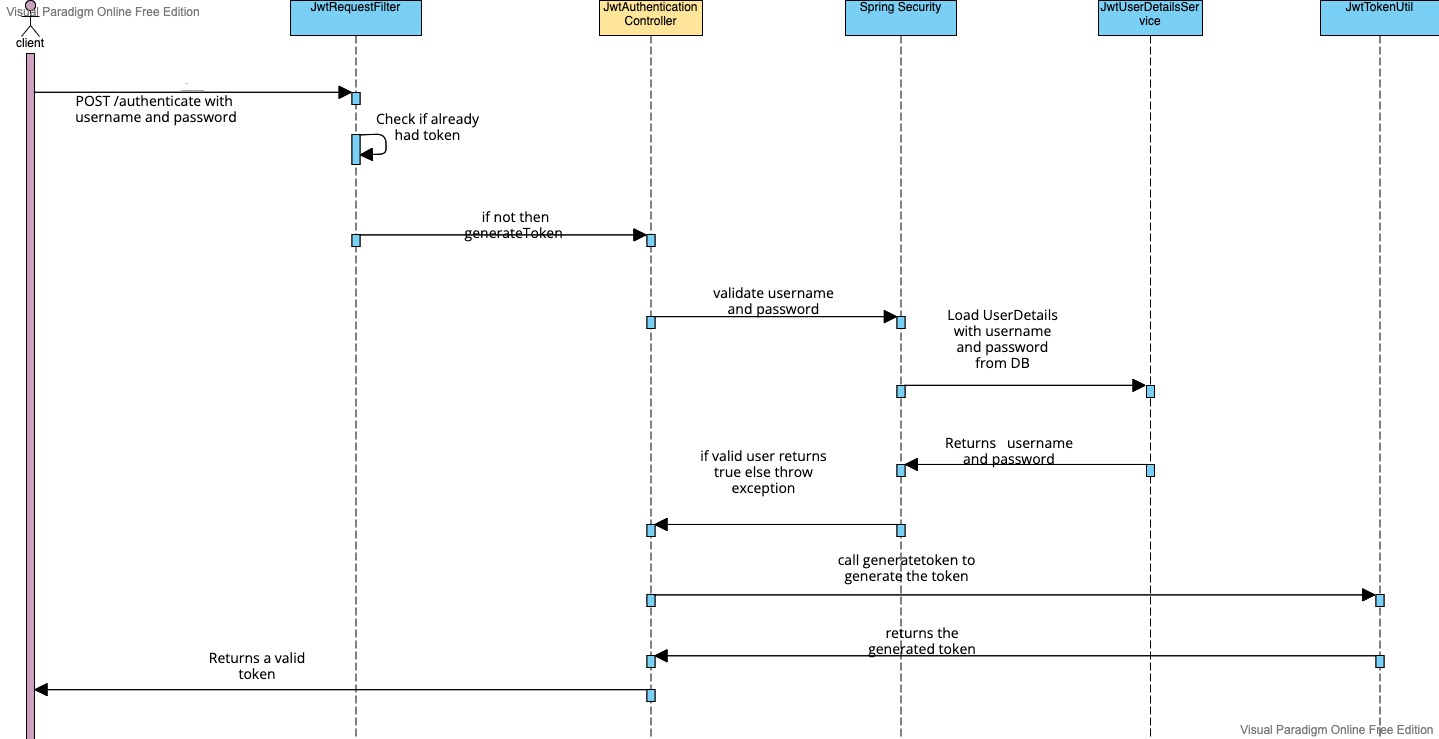 Visual Paradigm Online Free Edition
client
JwtRequestFilter
JwtAuthentication
Controller
Spring Security
JwtUserDetailsSer
vice
JwtTokenUtil
POST /authenticate with
username and password
Check if already
had token
if not then
generateToken
validate username
and password
Load UserDetails
with username
and password
from DB
Returns username
and password
if valid user returns
true else throw
exception
call generatetoken to
generate the token
returns the
generated token
Returns a valid
token
Visual Paradigm Online Free Edition